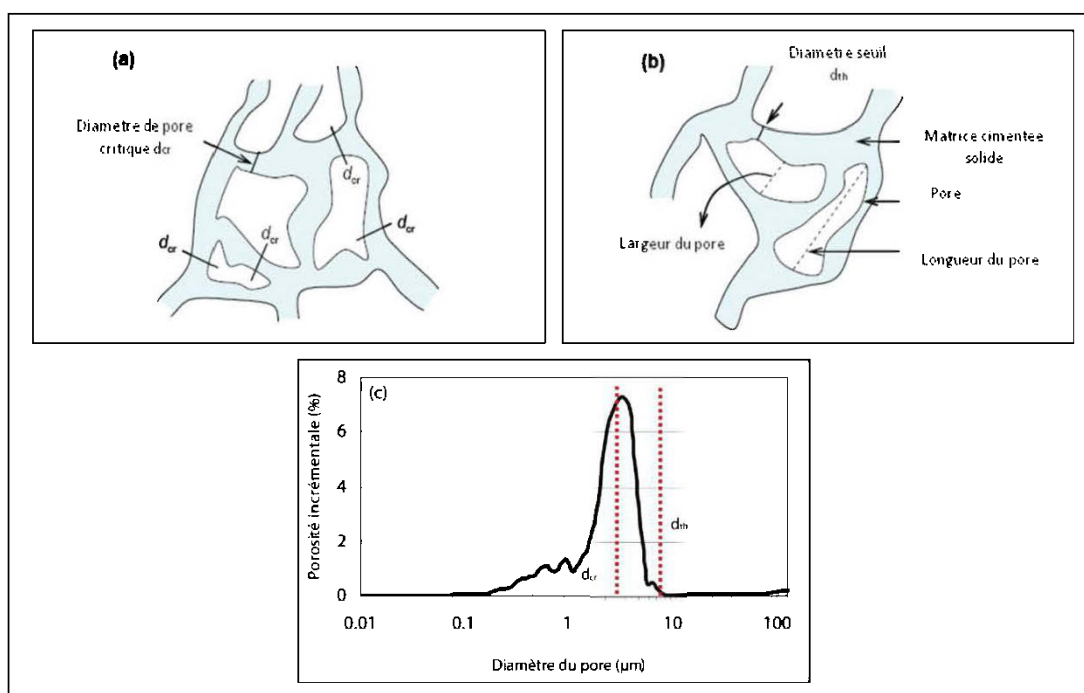 (a)
Diametre de pore
critique dcr
dcr
dcr
dcr
dcr
(b)
Diametre seuil
dth
Matrice cimentée
solide
Pore
Largeur du pore
Longueur du pore
(c)
Porosité incrémentale (%)
8
6
4
2
0
dcr
dth
0.01
0.1
1
10
100
Diamètre du pore (µm)